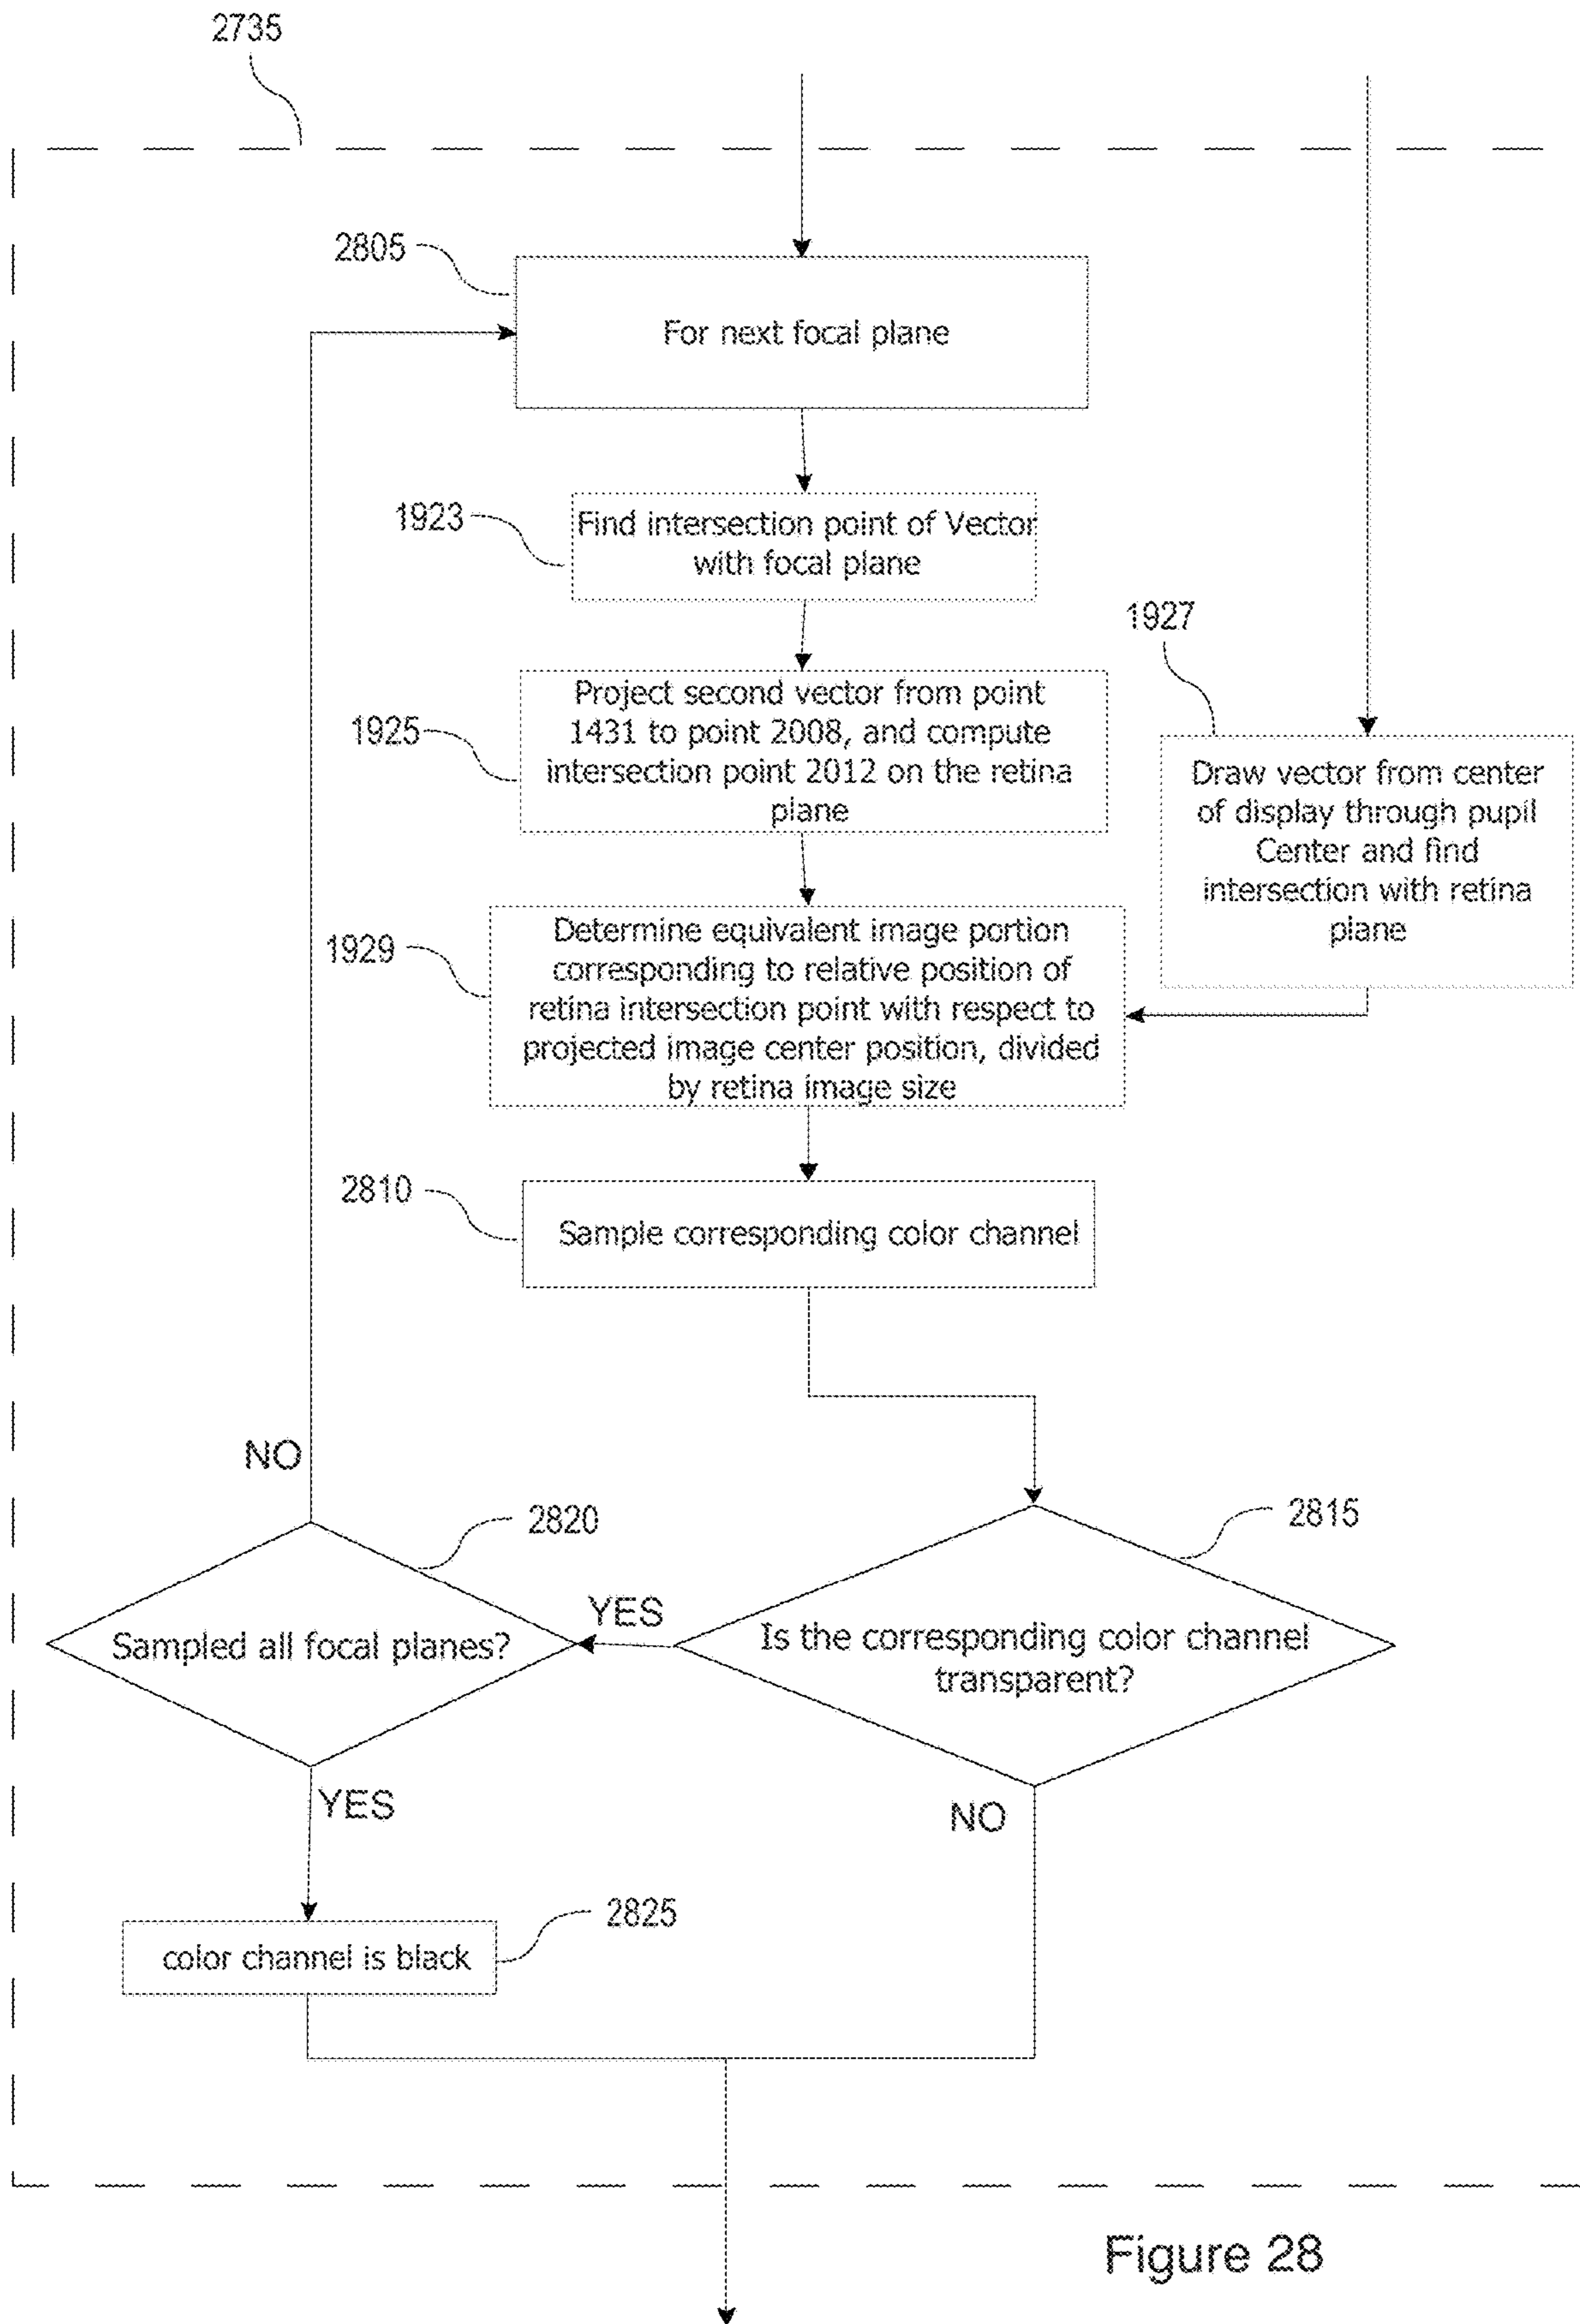 2735
2805
For next focal plane
1923
Find intersection point of Vector
with focal plane
1927
1925
Project second vector from point
1431 to point 2008, and compute
intersection point 2012 on the retina
plane
Draw vector from center
of display through pupil
Center and find
intersection with retina
plane
1929
Determine equivalent image portion
corresponding to relative position of
retina intersection point with respect to
projected image center position, divided
by retina image size
2810
Sample corresponding color channel
NO
2820
2815
Sampled all focal planes?
YES
Is the corresponding color channel
transparent?
YES
NO
2825
color channel is black
Figure 28